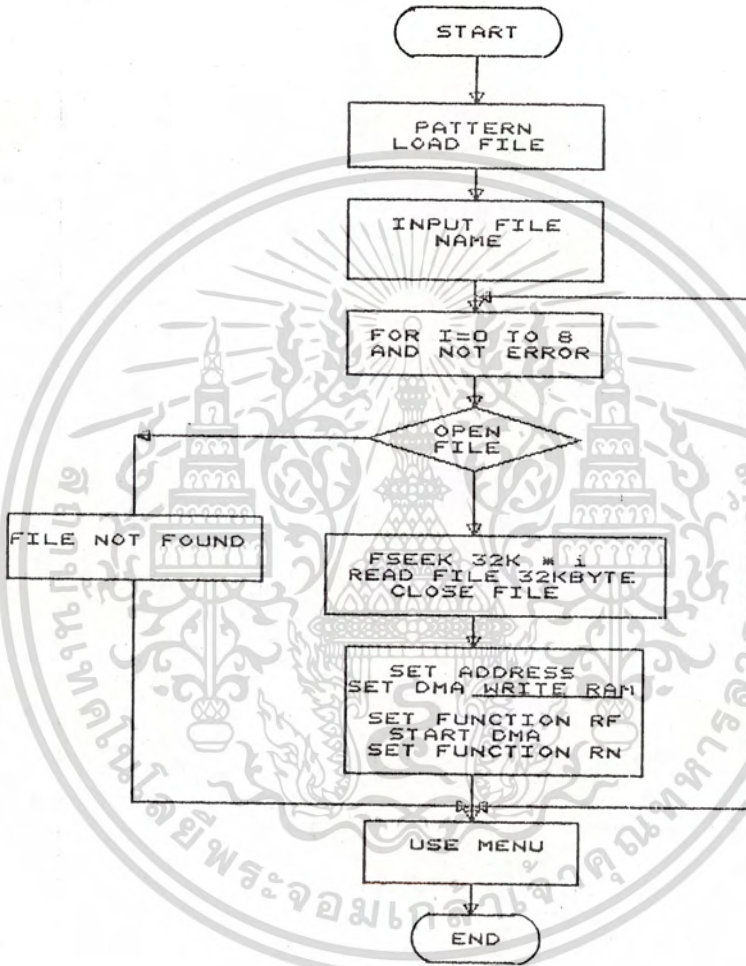 START
PATTERN
LOAD FILE
INPUT FILE
NAME
FOR I=0 TO 8
AND NOT ERROR
OPEN
FILE
FILE NOT FOUND
FSEEK 32K * i
READ FILE 32KBYTE
CLOSE FILE
SET ADDRESS
SET DMA WRITE RAM
SET FUNCTION RF
START DMA
SET FUNCTION RN
USE MENU
END